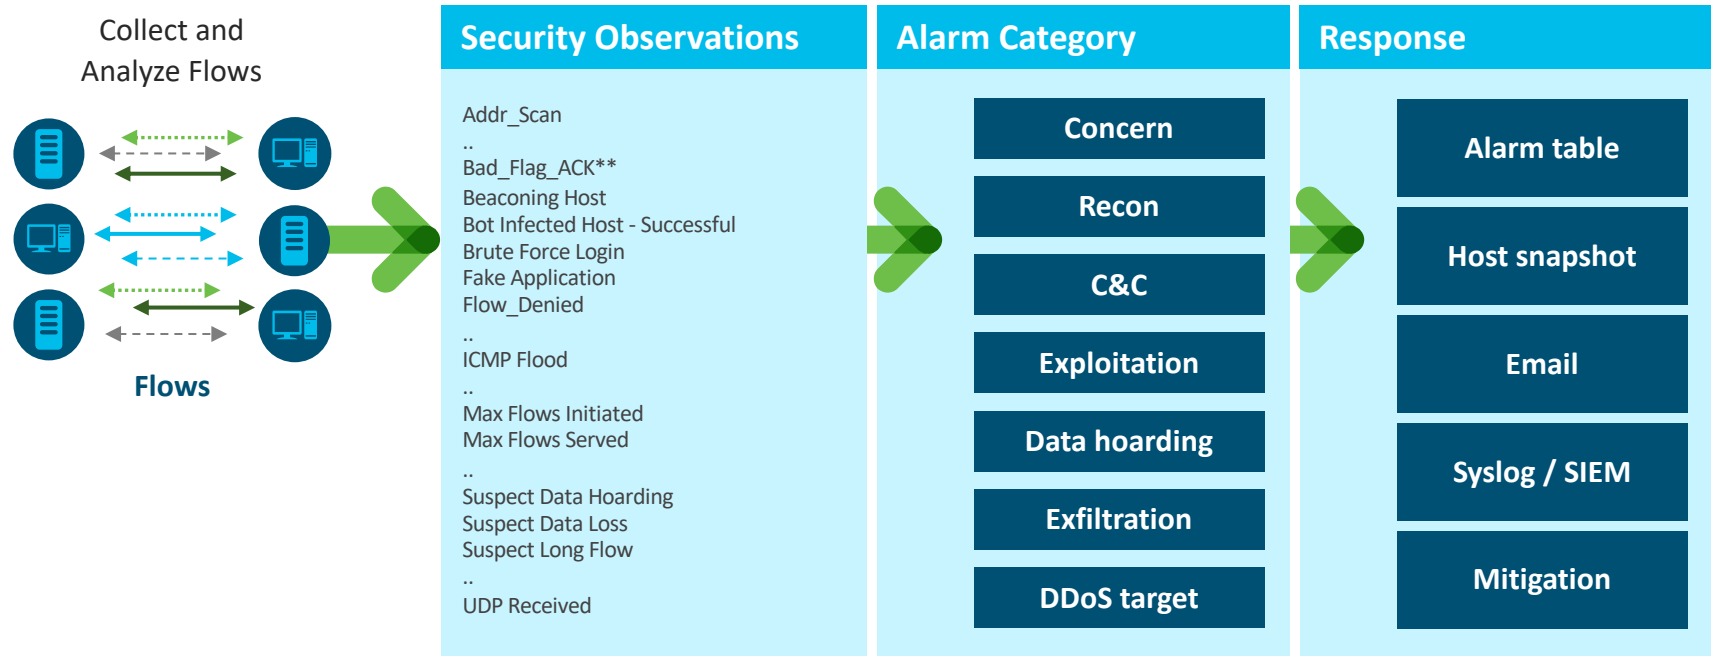 Collect and
Analyze Flows
Flows
Security Observations
Addr_Scan
..
Bad_Flag_ACK**
Beaconing Host
Bot Infected Host - Successful
Brute Force Login
Fake Application
Flow_Denied
..
ICMP Flood
..
Max Flows Initiated
Max Flows Served
..
Suspect Data Hoarding
Suspect Data Loss
Suspect Long Flow
..
UDP Received
Alarm Category
Concern
Recon
C&C
Exploitation
Data hoarding
Exfiltration
DDoS target
Response
Alarm table
Host snapshot
Email
Syslog / SIEM
Mitigation